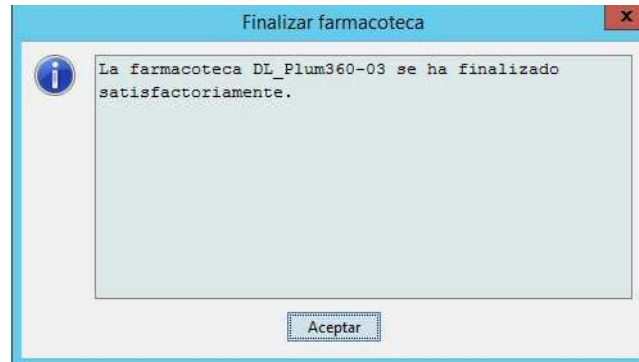 Finalizar farmacoteca
x
La farmacoteca DL_Plum360-03 se ha finalizado
satisfactoriamente.
Aceptar